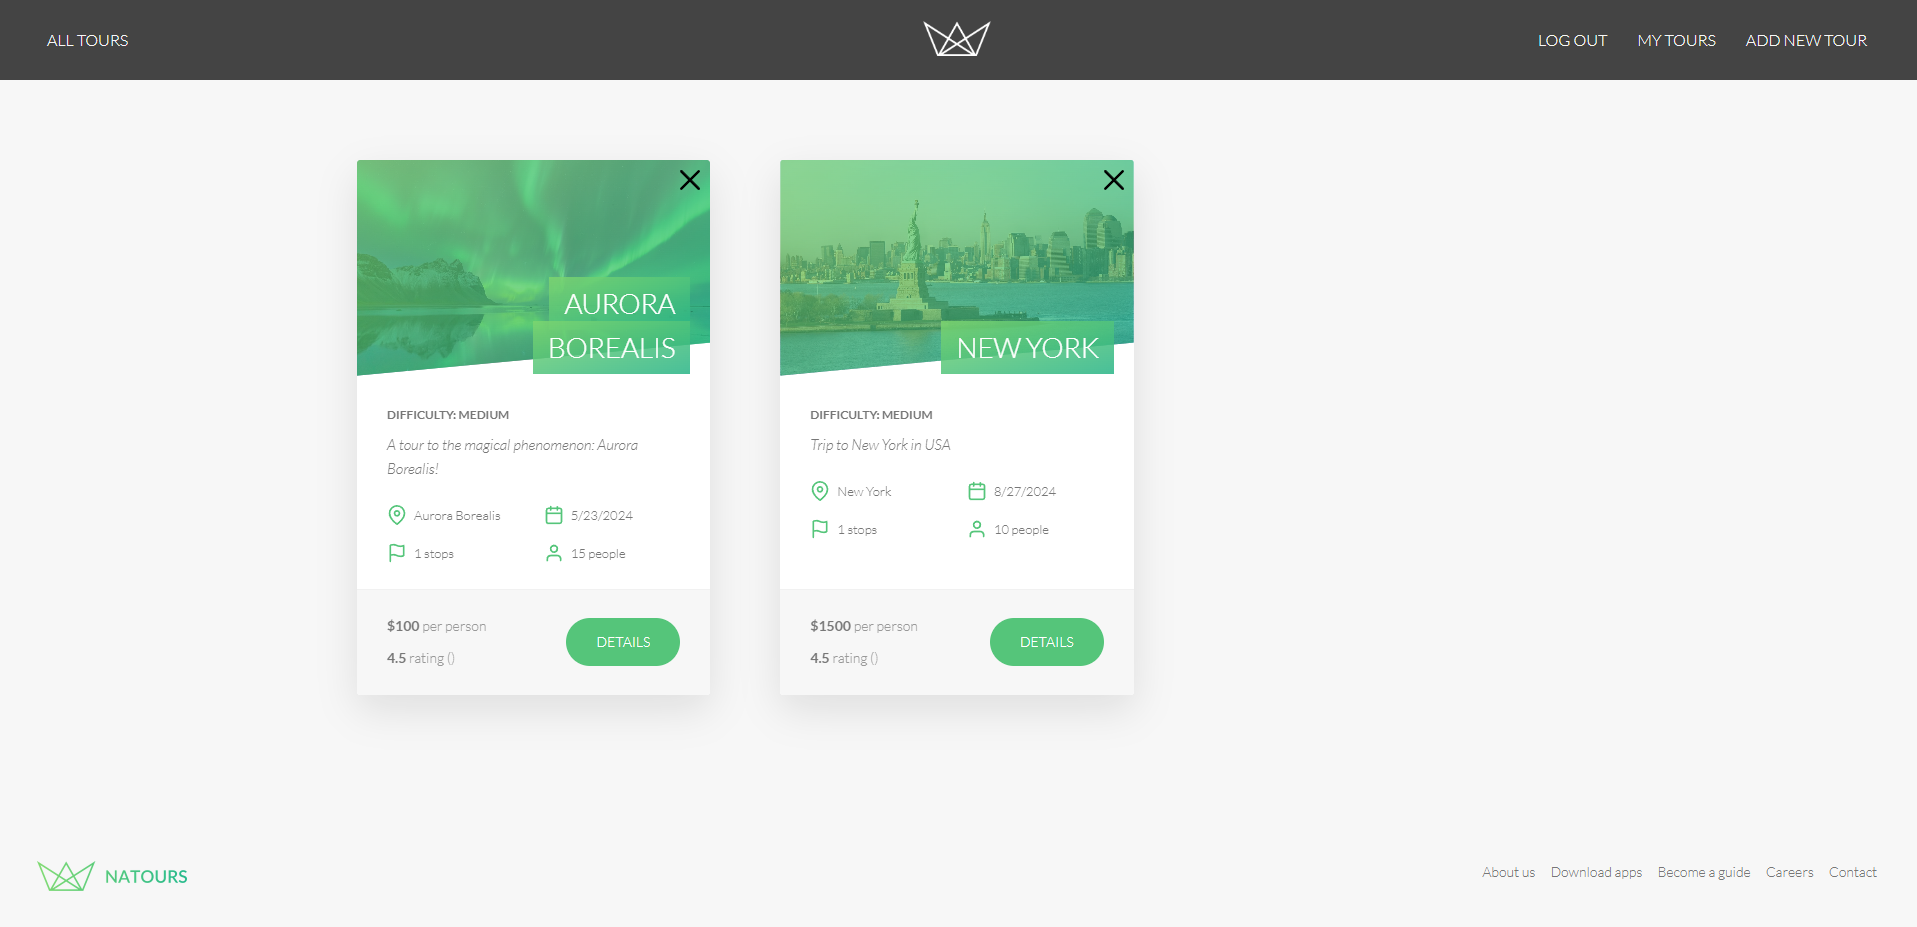 ALL TOURS
LOG OUT
MY TOURS
ADD NEW TOUR
AURORA
BOREALIS
DIFFICULTY: MEDIUM
A tour to the magical phenomenon: Aurora
Borealis!
Aurora Borealis
5/23/2024
1 stops
15 people
$100 per person
4.5 rating ()
DETAILS
NEW YORK
DIFFICULTY: MEDIUM
Trip to New York in USA
New York
8/27/2024
1 stops
10 people
$1500 per person
4.5 rating ()
DETAILS
NATOURS
About us
Download apps
Become a guide
Careers
Contact